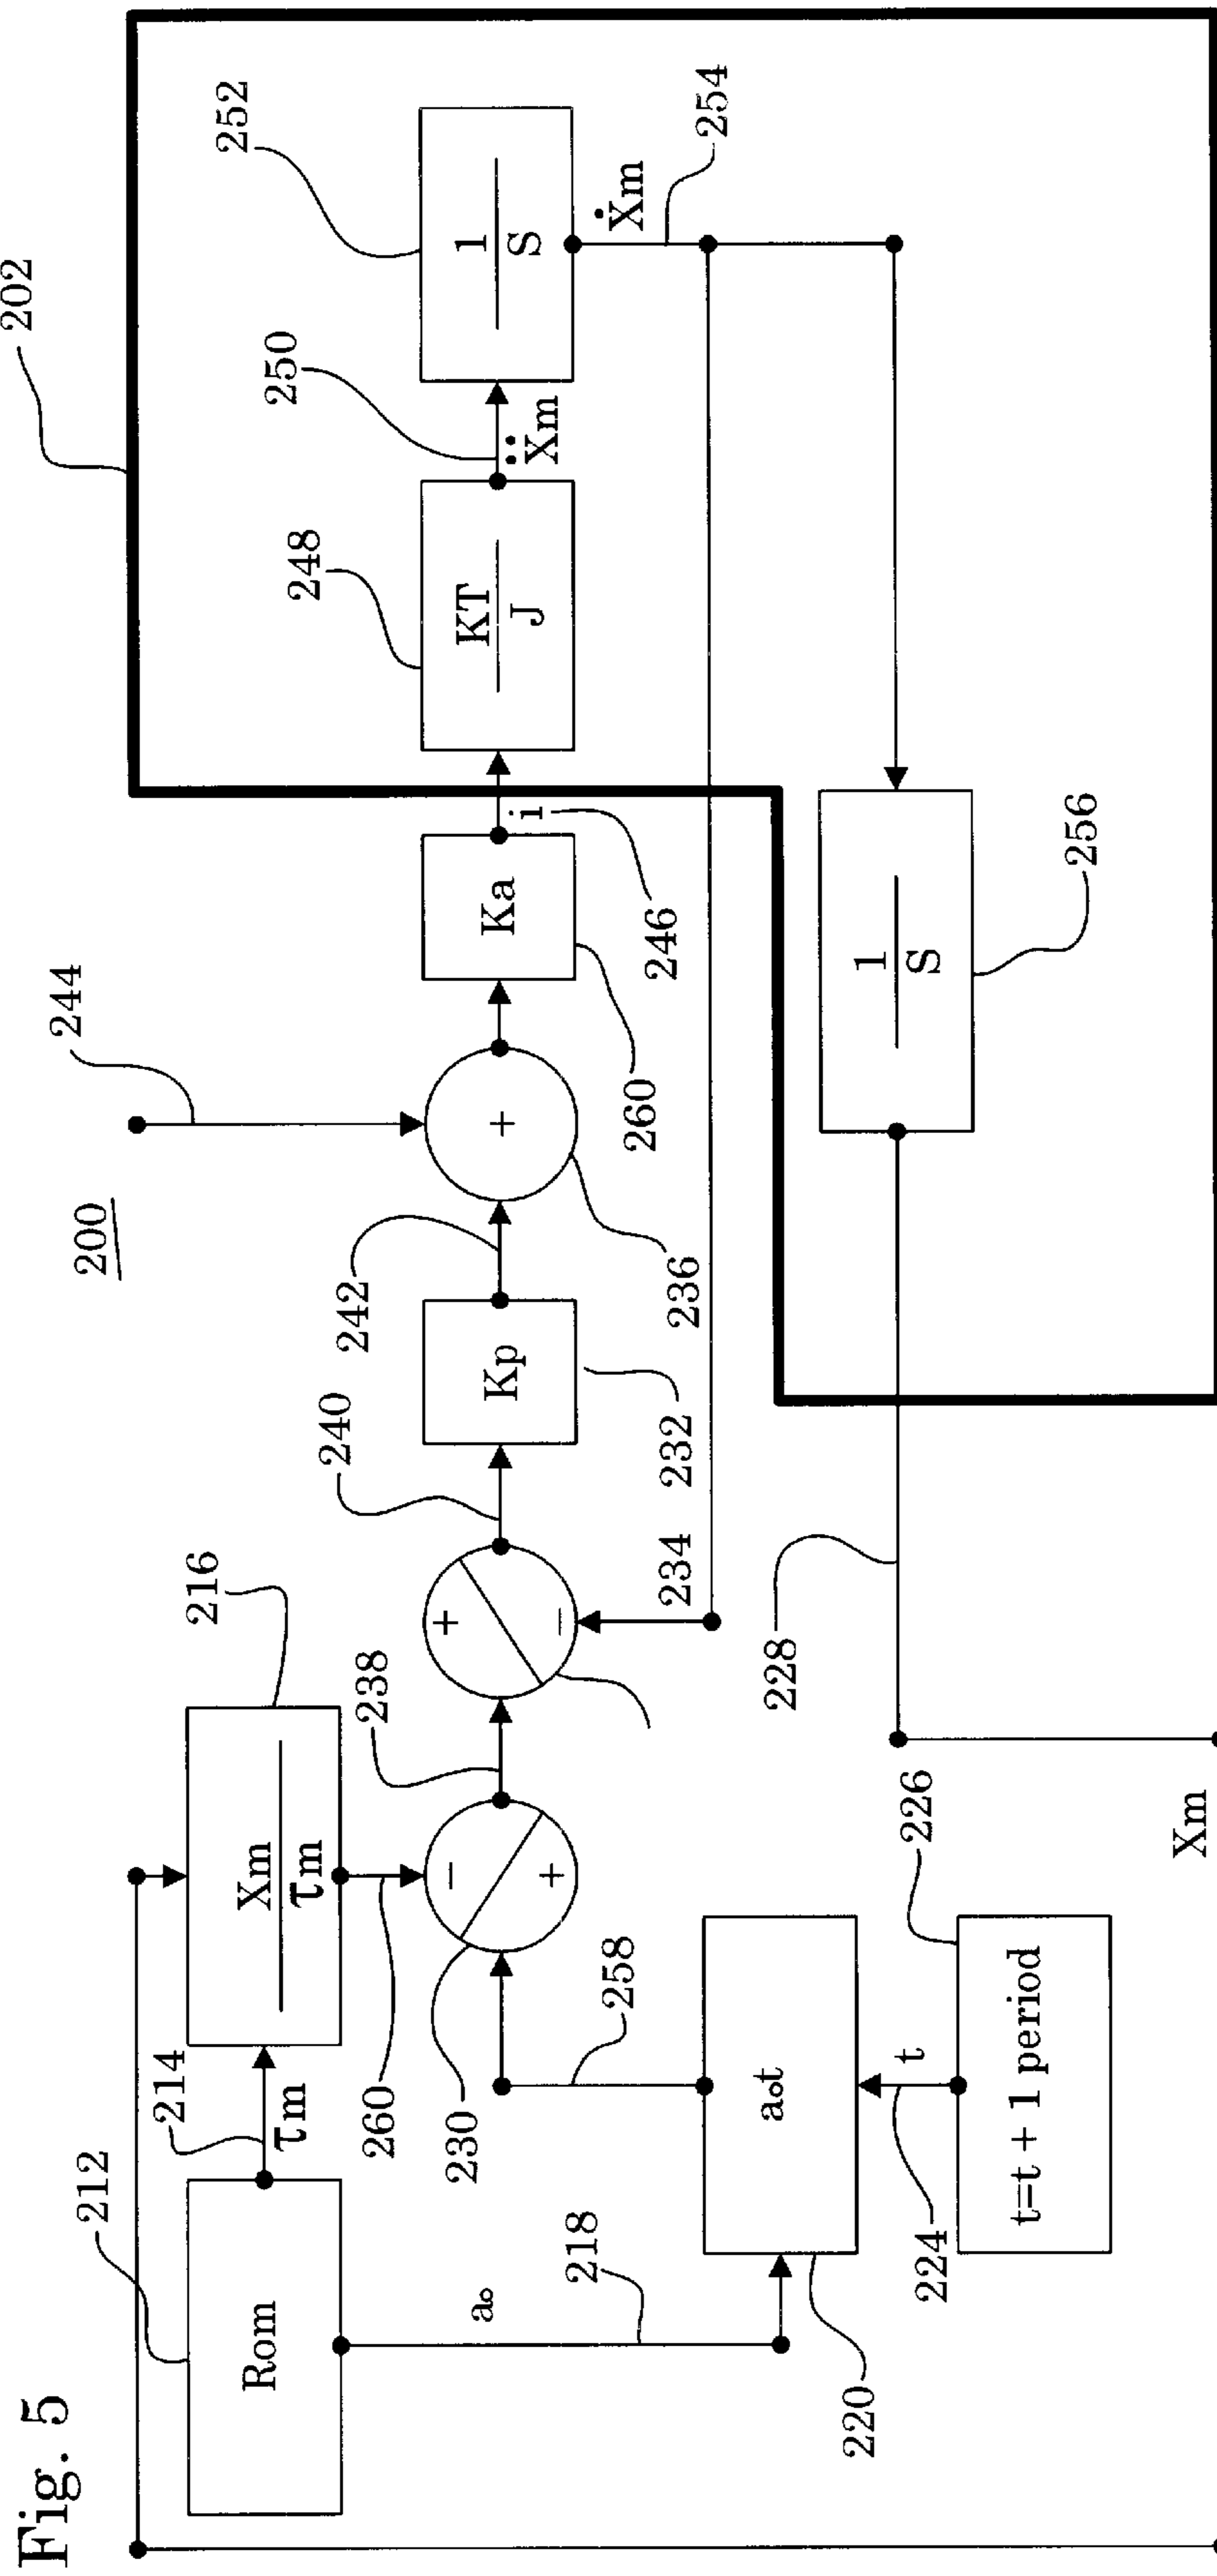 Fig. 5
200
202
212
Rom
214
τm
216
Xm
τm
260
218
a₀
220
a₀t
224
t
226
t=t + 1 period
258
230
−
+
238
+
−
234
240
Kp
232
242
+
236
244
Ka
260
i
246
KT
J
248
250
Ẍm
1
S
252
Ẋm
254
1
S
256
228
Xm